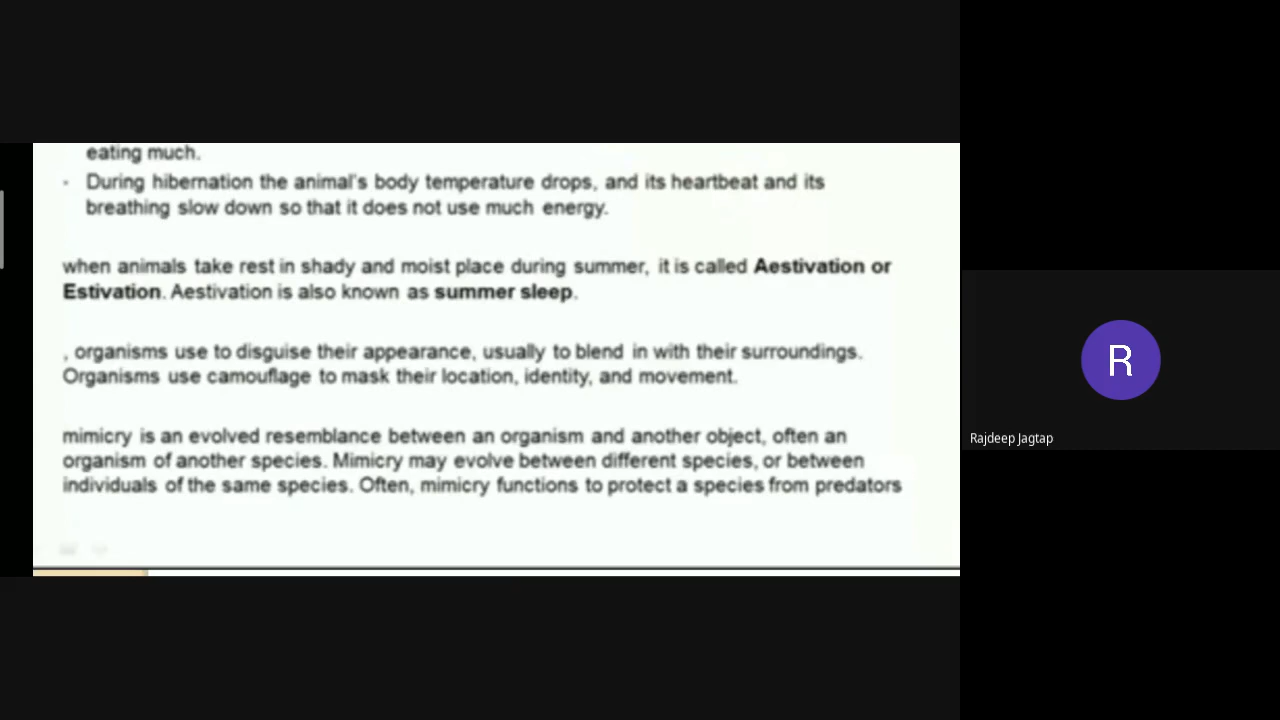 eating much.
- During hibernation the animal's body temperature drops, and its heartbeat and its
breathing slow down so that it does not use much energy.
when animals take rest in shady and moist place during summer, it is called Aestivation or
Estivation. Aestivation is also known as summer sleep.
, organisms use to disguise their appearance, usually to blend in with their surroundings.
Organisms use camouflage to mask their location, identity, and movement.
mimicry is an evolved resemblance between an organism and another object, often an
organism of another species. Mimicry may evolve between different species, or between
individuals of the same species. Often, mimicry functions to protect a species from predators
R
Rajdeep Jagtap